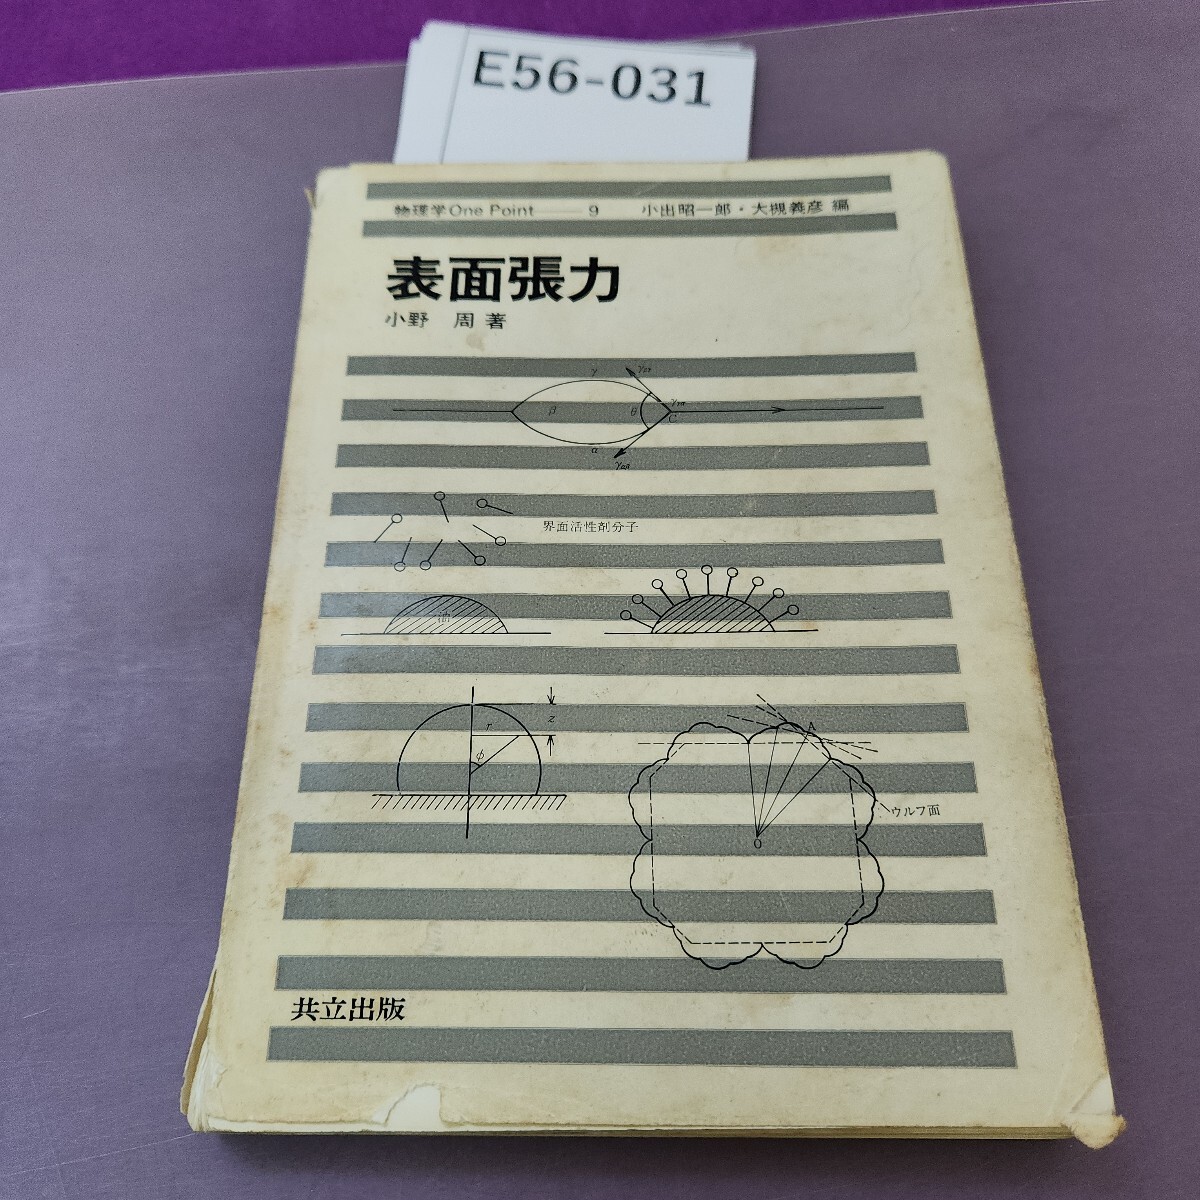 E56-031
物理学One Point —— 9 小出昭一郎・大槻義彦 編
表面張力
小野 周 著
γ
β
θ
C
α
界面活性剤分子
油
z
r
φ
A
ウルフ面
O
共立出版